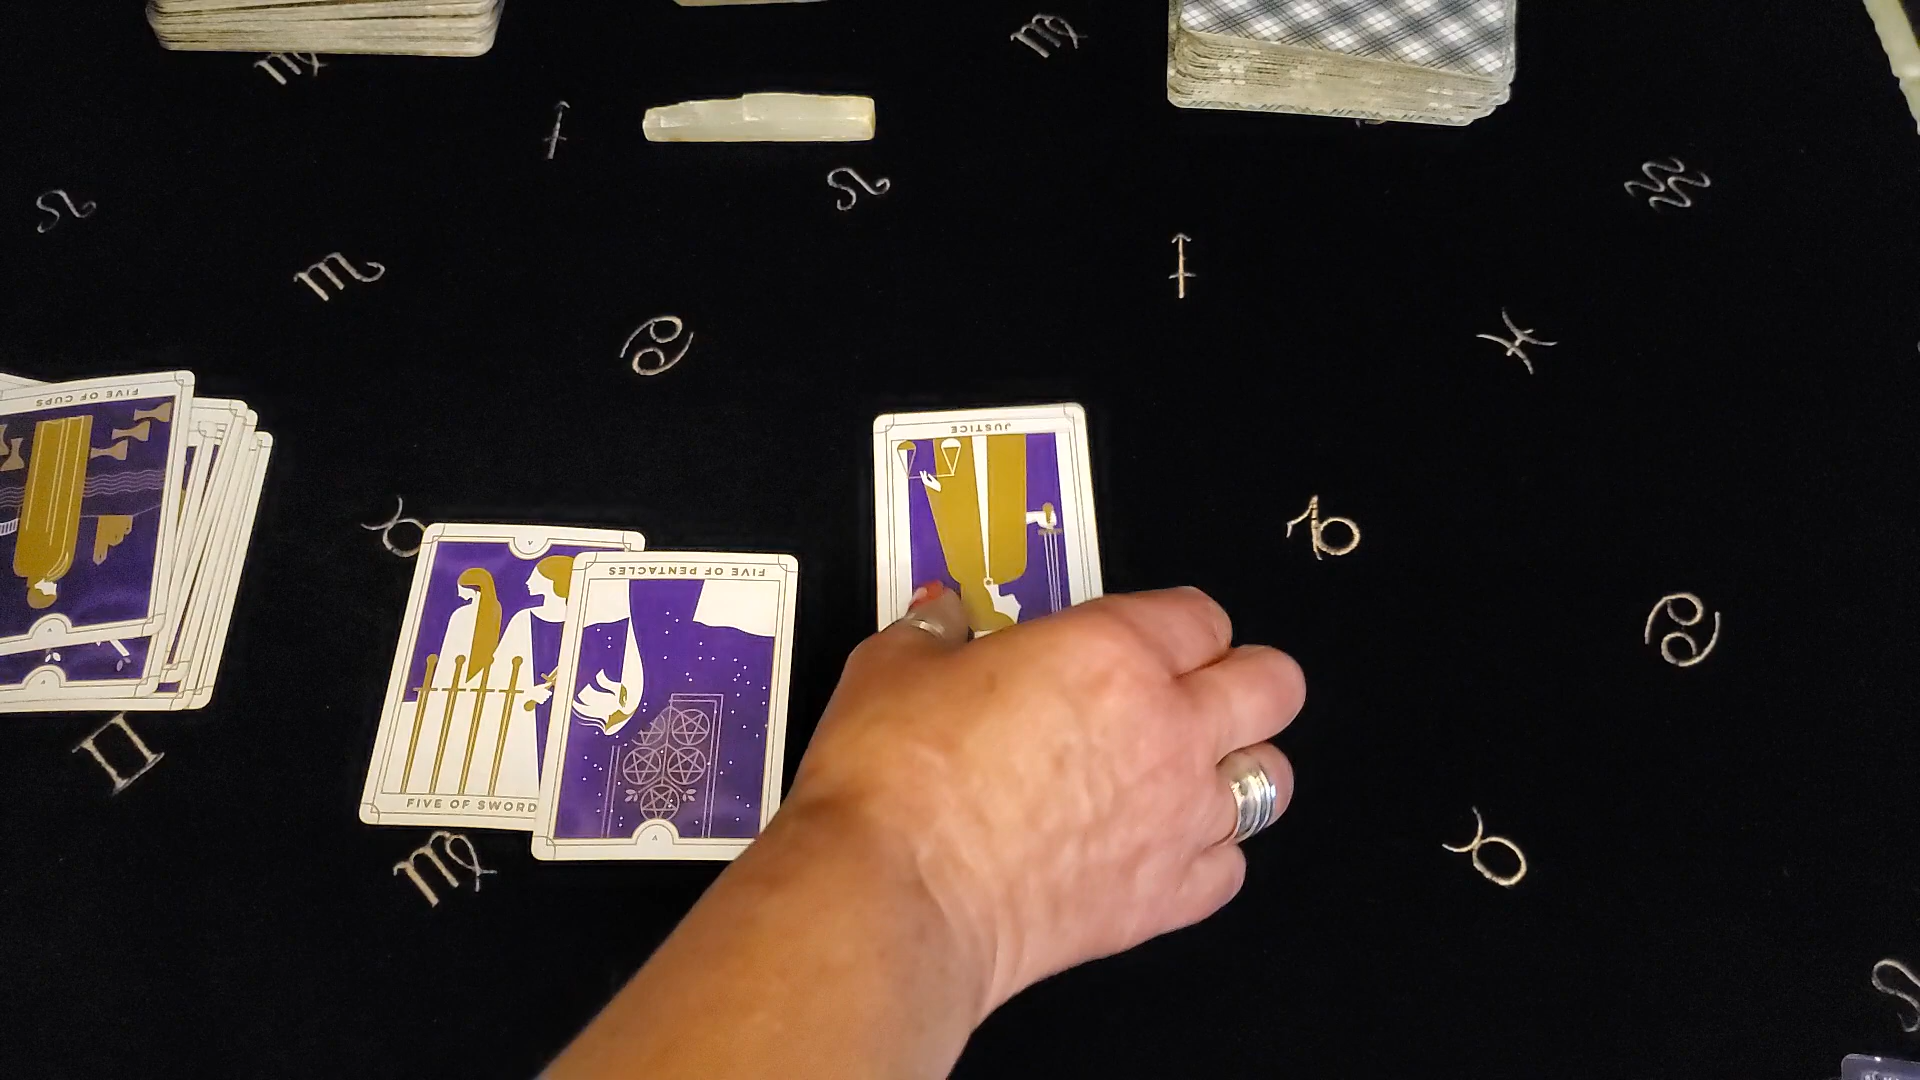 FIVE OF CUPS
V
V
JUSTICE
V
FIVE OF SWORD
FIVE OF PENTACLES
V